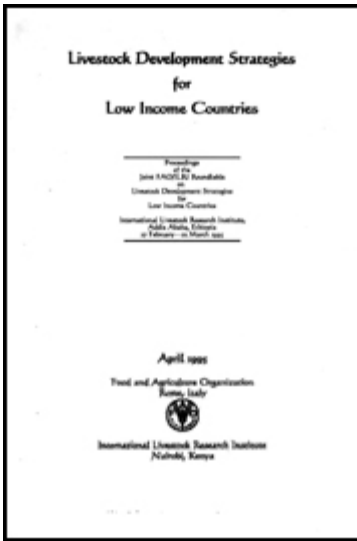 Livestock Development Strategies
for
Low Income Countries
Proceedings
of the
Joint FAO/ILRI Roundtable
on
Livestock Development Strategies
for
Low Income Countries
International Livestock Research Institute,
Addis Ababa, Ethiopia
27 February – 02 March 1995
April 1995
Food and Agriculture Organization
Rome, Italy
International Livestock Research Institute
Nairobi, Kenya